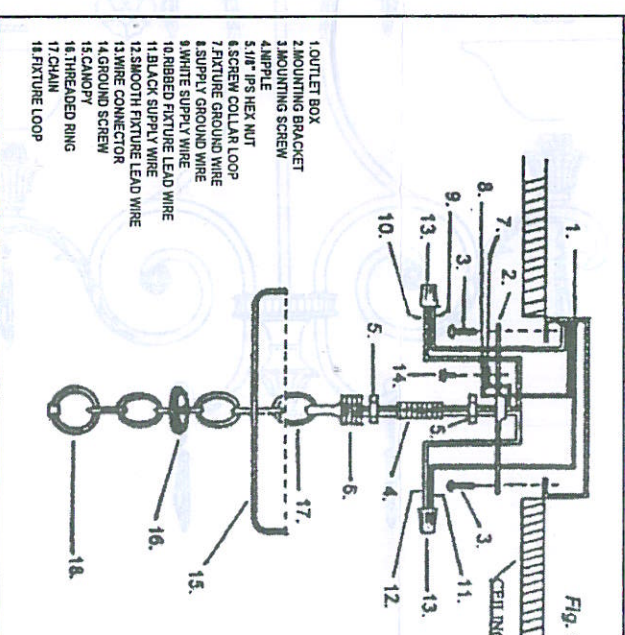 1.OUTLET BOX
2.MOUNTING BRACKET
3.MOUNTING SCREW
4.NIPPLE
5.1/8" IPS HEX NUT
6.SCREW COLLAR LOOP
7.FIXTURE GROUND WIRE
8.SUPPLY GROUND WIRE
9.WHITE SUPPLY WIRE
10.RIBBED FIXTURE LEAD WIRE
11.BLACK SUPPLY WIRE
12.SMOOTH FIXTURE LEAD WIRE
13.WIRE CONNECTOR
14.GROUND SCREW
15.CANOPY
16.THREADED RING
17.CHAIN
18.FIXTURE LOOP
Fig.
CEILING
1.
2.
7.
8.
3.
9.
13.
10.
14.
5.
5.
4.
6.
3.
11.
13.
12.
17.
15.
16.
18.